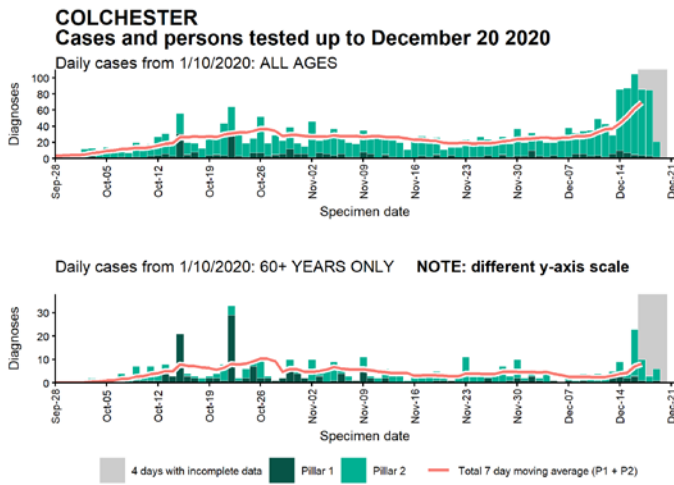 COLCHESTER
Cases and persons tested up to December 20 2020
Daily cases from 1/10/2020: ALL AGES
Diagnoses
100
80
60
40
20
0
Sep-28
Oct-05
Oct-12
Oct-19
Oct-26
Nov-02
Nov-09
Nov-16
Nov-23
Nov-30
Dec-07
Dec-14
Dec-21
Specimen date
Daily cases from 1/10/2020: 60+ YEARS ONLY NOTE: different y-axis scale
Diagnoses
30
20
10
0
Sep-28
Oct-05
Oct-12
Oct-19
Oct-26
Nov-02
Nov-09
Nov-16
Nov-23
Nov-30
Dec-07
Dec-14
Dec-21
Specimen date
4 days with incomplete data Pillar 1 Pillar 2 Total 7 day moving average (P1 + P2)